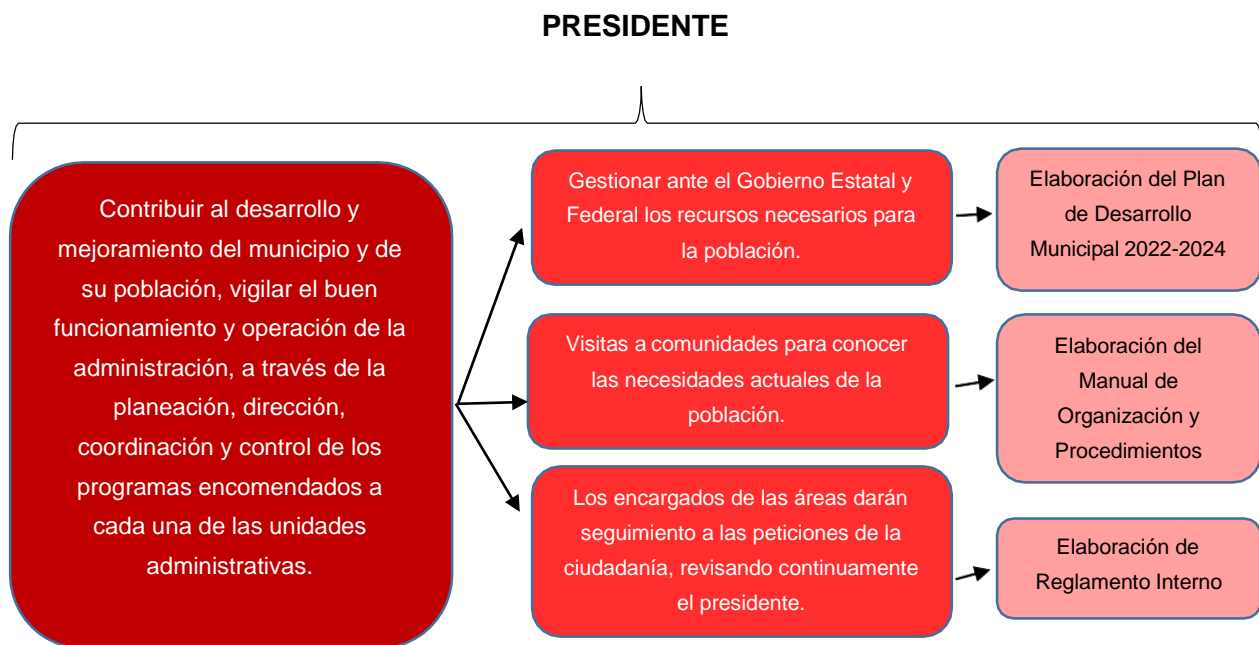 PRESIDENTE
Contribuir al desarrollo y
mejoramiento del municipio y de
su población, vigilar el buen
funcionamiento y operación de la
administración, a través de la
planeación, dirección,
coordinación y control de los
programas encomendados a
cada una de las unidades
administrativas.
Gestionar ante el Gobierno Estatal y
Federal los recursos necesarios para
la población.
Elaboración del Plan
de Desarrollo
Municipal 2022-2024
Visitas a comunidades para conocer
las necesidades actuales de la
población.
Elaboración del
Manual de
Organización y
Procedimientos
Los encargados de las áreas darán
seguimiento a las peticiones de la
ciudadanía, revisando continuamente
el presidente.
Elaboración de
Reglamento Interno